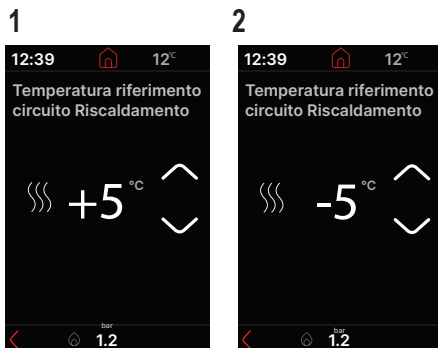 1
12:39 12°C
Temperatura riferimento
circuito Riscaldamento
+5 °C
bar
1.2
2
12:39 12°C
Temperatura riferimento
circuito Riscaldamento
-5 °C
bar
1.2